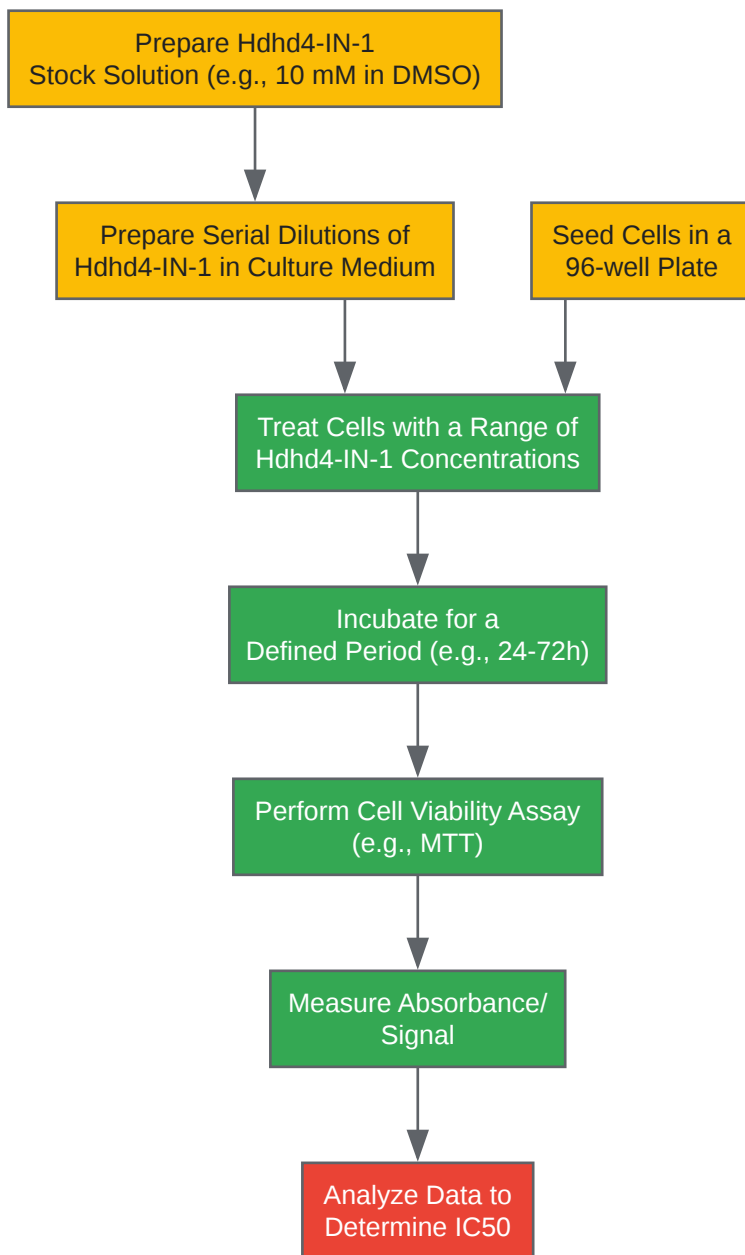 Prepare Hdhd4-IN-1
Stock Solution (e.g., 10 mM in DMSO)
Prepare Serial Dilutions of
Hdhd4-IN-1 in Culture Medium
Seed Cells in a
96-well Plate
Treat Cells with a Range of
Hdhd4-IN-1 Concentrations
Incubate for a
Defined Period (e.g., 24-72h)
Perform Cell Viability Assay
(e.g., MTT)
Measure Absorbance/
Signal
Analyze Data to
Determine IC50